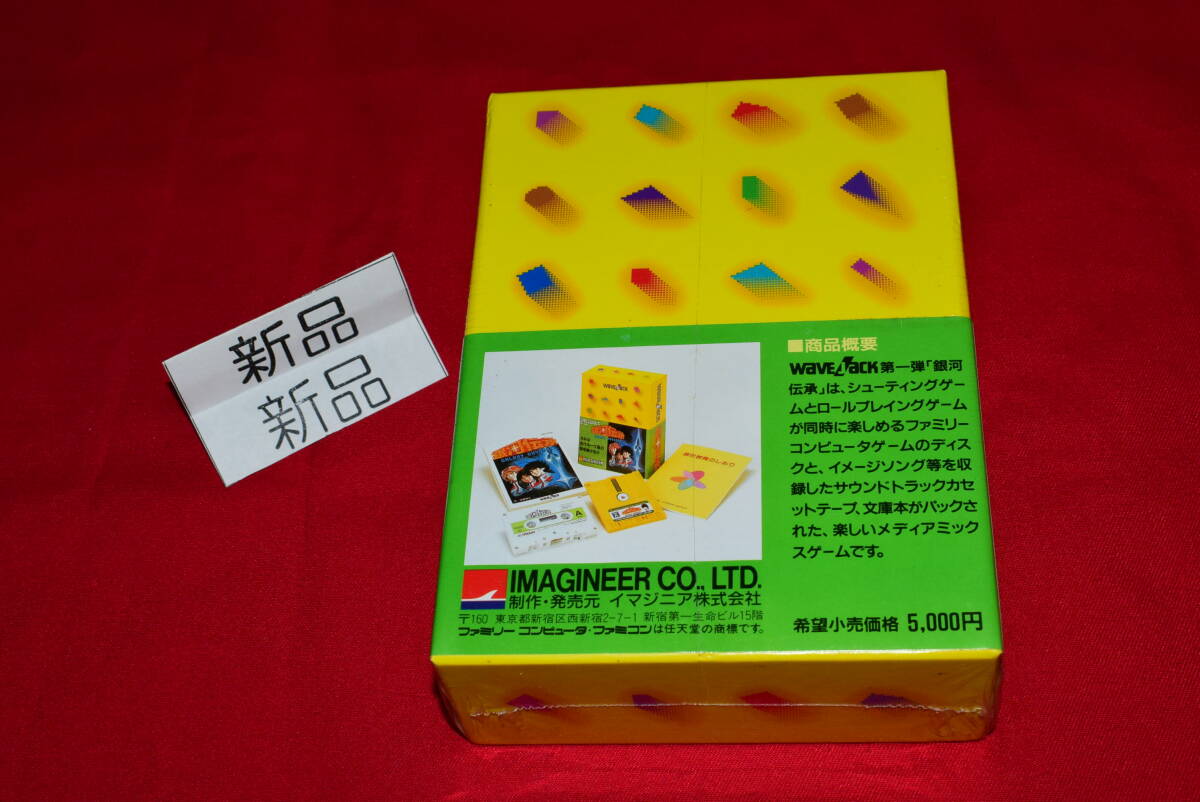 新品
新品
■商品概要
WAVE JACK第一弾「銀河
伝承」は、シューティングゲー
ムとロールプレイングゲーム
が同時に楽しめるファミリー
コンピュータゲームのディス
クと、イメージソング等を収
録したサウンドトラックカセ
ットテープ、文庫本がパックさ
れた、楽しいメディアミック
スゲームです。
希望小売価格 5,000円
WAVE JACK
A
IMAGINEER CO., LTD.
制作・発売元 イマジニア株式会社
〒160 東京都新宿区西新宿2-7-1 新宿第一生命ビル15階
ファミリーコンピュータ・ファミコンは任天堂の商標です。